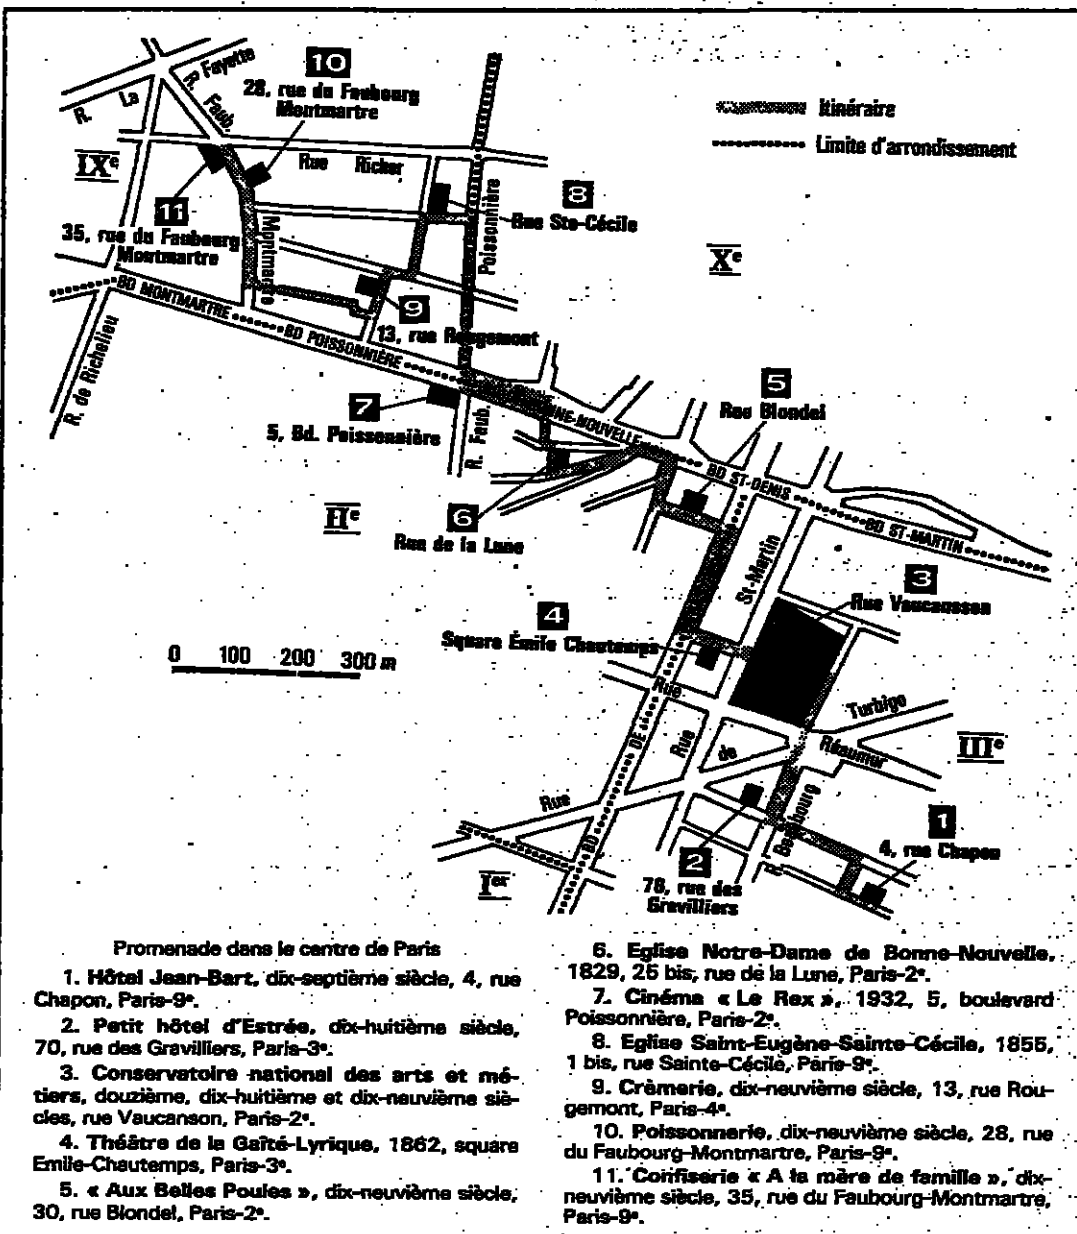 10
28, rue du Faubourg
Montmartre
R. La Fayette
R. Faub.
Itinéraire
Limite d'arrondissement
IXe
Rue Richer
8
Rue Ste-Cécile
11
35, rue du Faubourg
Montmartre
Montmartre
Poissonnière
Xe
BD MONTMARTRE
9
13, rue Rougemont
BD POISSONNIÈRE
R. de Richelieu
7
5, Bd. Poissonnière
R. Faub.
BONNE-NOUVELLE
5
Rue Blondel
BD ST-DENIS
BD ST-MARTIN
IIe
6
Rue de la Lune
St-Martin
3
Rue Vaucanson
4
Square Émile Chautemps
0 100 200 300 m
Rue
Turbigo
Réaumur
IIIe
DE
Rue
de
Rue
BD
R. Beaubourg
1
4, rue Chapon
2
78, rue des
Gravilliers
Ier
Promenade dans le centre de Paris
1. Hôtel Jean-Bart, dix-septième siècle, 4, rue
Chapon, Paris-9e.
2. Petit hôtel d'Estrée, dix-huitième siècle,
70, rue des Gravilliers, Paris-3e.
3. Conservatoire national des arts et mé-
tiers, douzième, dix-huitième et dix-neuvième siè-
cles, rue Vaucanson, Paris-2e.
4. Théâtre de la Gaîté-Lyrique, 1862, square
Emile-Chautemps, Paris-3e.
5. « Aux Belles Poules », dix-neuvième siècle,
30, rue Blondel, Paris-2e.
6. Eglise Notre-Dame de Bonne-Nouvelle,
1829, 25 bis, rue de la Lune, Paris-2e.
7. Cinéma « Le Rex », 1932, 5, boulevard
Poissonnière, Paris-2e.
8. Eglise Saint-Eugène-Sainte-Cécile, 1855,
1 bis, rue Sainte-Cécile, Paris-9e.
9. Crèmerie, dix-neuvième siècle, 13, rue Rou-
gemont, Paris-4e.
10. Poissonnerie, dix-neuvième siècle, 28, rue
du Faubourg-Montmartre, Paris-9e.
11. Confiserie « A la mère de famille », dix-
neuvième siècle, 35, rue du Faubourg-Montmartre,
Paris-9e.